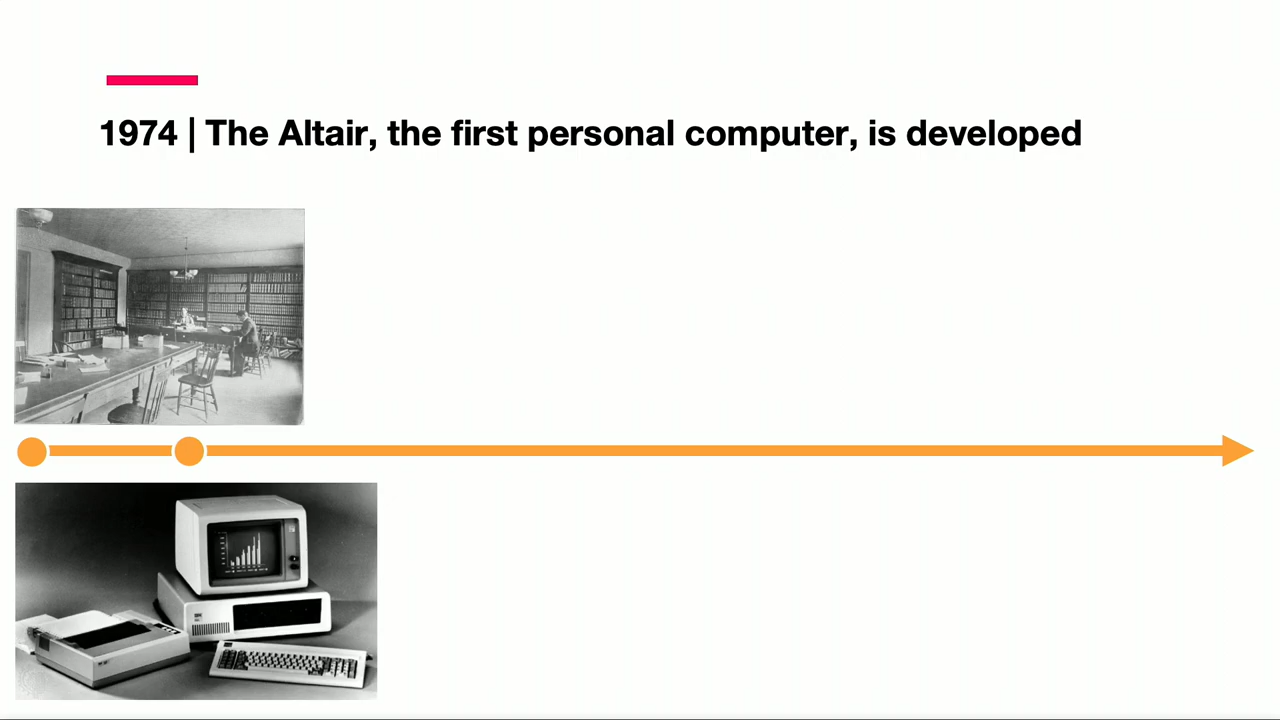 1974 | The Altair, the first personal computer, is developed